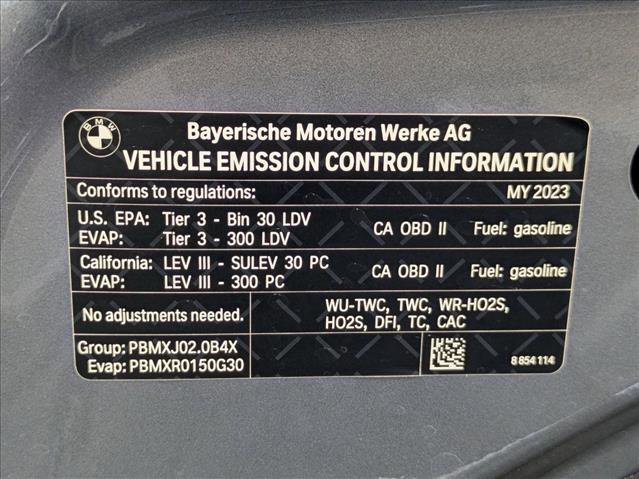 BMW
Bayerische Motoren Werke AG
VEHICLE EMISSION CONTROL INFORMATION
Conforms to regulations: MY 2023
U.S. EPA: Tier 3 - Bin 30 LDV CA OBD II Fuel: gasoline
EVAP: Tier 3 - 300 LDV
California: LEV III - SULEV 30 PC CA OBD II Fuel: gasoline
EVAP: LEV III - 300 PC
No adjustments needed. WU-TWC, TWC, WR-HO2S,
HO2S, DFI, TC, CAC
Group: PBMXJ02.0B4X
Evap: PBMXR0150G30 8 854 114